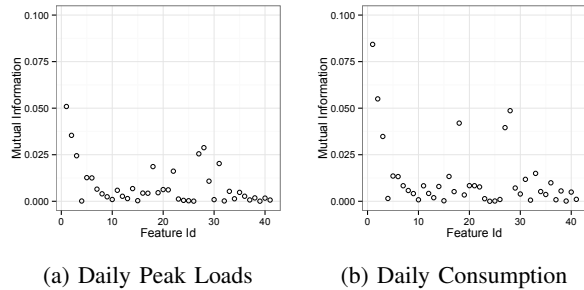 0.100
0.075
0.050
0.025
0.000
Mutual Information
0 10 20 30 40
Feature Id
(a) Daily Peak Loads
0.100
0.075
0.050
0.025
0.000
Mutual Information
0 10 20 30 40
Feature Id
(b) Daily Consumption